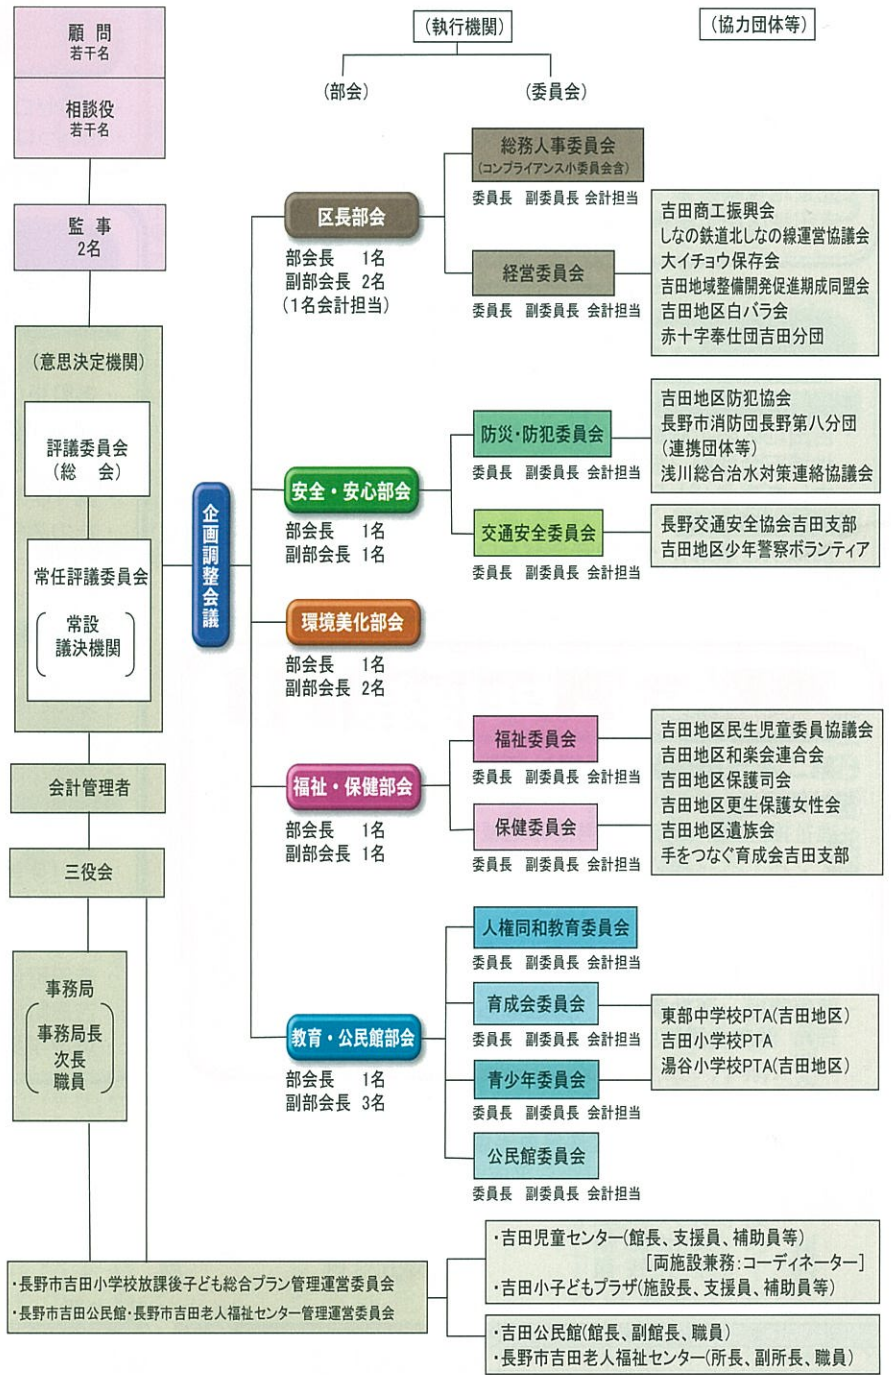 顧問
若干名
相談役
若干名
監事
2名
(意思決定機関)
評議委員会
(総 会)
常任評議委員会
常設
議決機関
会計管理者
三役会
事務局
事務局長
次長
職員
企画調整会議
(執行機関)
(部会)
(委員会)
(協力団体等)
区長部会
部会長 1名
副部会長 2名
(1名会計担当)
総務人事委員会
(コンプライアンス小委員会含)
委員長 副委員長 会計担当
経営委員会
委員長 副委員長 会計担当
吉田商工振興会
しなの鉄道北しなの線運営協議会
大イチョウ保存会
吉田地域整備開発促進期成同盟会
吉田地区白バラ会
赤十字奉仕団吉田分団
安全・安心部会
部会長 1名
副部会長 1名
防災・防犯委員会
委員長 副委員長 会計担当
吉田地区防犯協会
長野市消防団長野第八分団
(連携団体等)
浅川総合治水対策連絡協議会
交通安全委員会
委員長 副委員長 会計担当
長野交通安全協会吉田支部
吉田地区少年警察ボランティア
環境美化部会
部会長 1名
副部会長 2名
福祉・保健部会
部会長 1名
副部会長 1名
福祉委員会
委員長 副委員長 会計担当
保健委員会
委員長 副委員長 会計担当
吉田地区民生児童委員協議会
吉田地区和楽会連合会
吉田地区保護司会
吉田地区更生保護女性会
吉田地区遺族会
手をつなぐ育成会吉田支部
教育・公民館部会
部会長 1名
副部会長 3名
人権同和教育委員会
委員長 副委員長 会計担当
育成会委員会
委員長 副委員長 会計担当
青少年委員会
委員長 副委員長 会計担当
公民館委員会
委員長 副委員長 会計担当
東部中学校PTA(吉田地区)
吉田小学校PTA
湯谷小学校PTA(吉田地区)
・長野市吉田小学校放課後子ども総合プラン管理運営委員会
・長野市吉田公民館・長野市吉田老人福祉センター管理運営委員会
・吉田児童センター(館長、支援員、補助員等)
[両施設兼務:コーディネーター]
・吉田小子どもプラザ(施設長、支援員、補助員等)
・吉田公民館(館長、副館長、職員)
・長野市吉田老人福祉センター(所長、副所長、職員)